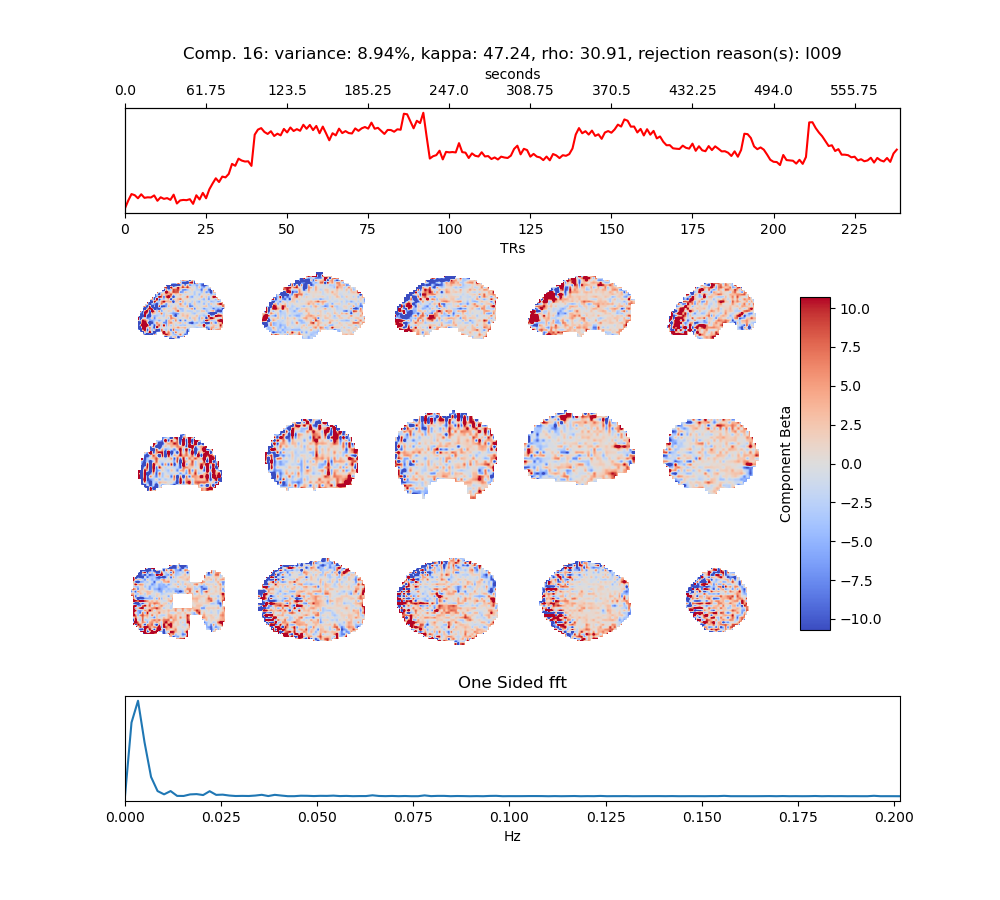 Comp. 16: variance: 8.94%, kappa: 47.24, rho: 30.91, rejection reason(s): I009
seconds
0.0 61.75 123.5 185.25 247.0 308.75 370.5 432.25 494.0 555.75
0 25 50 75 100 125 150 175 200 225
TRs
10.0
7.5
5.0
2.5
0.0
−2.5
−5.0
−7.5
−10.0
Component Beta
One Sided fft
0.000 0.025 0.050 0.075 0.100 0.125 0.150 0.175 0.200
Hz